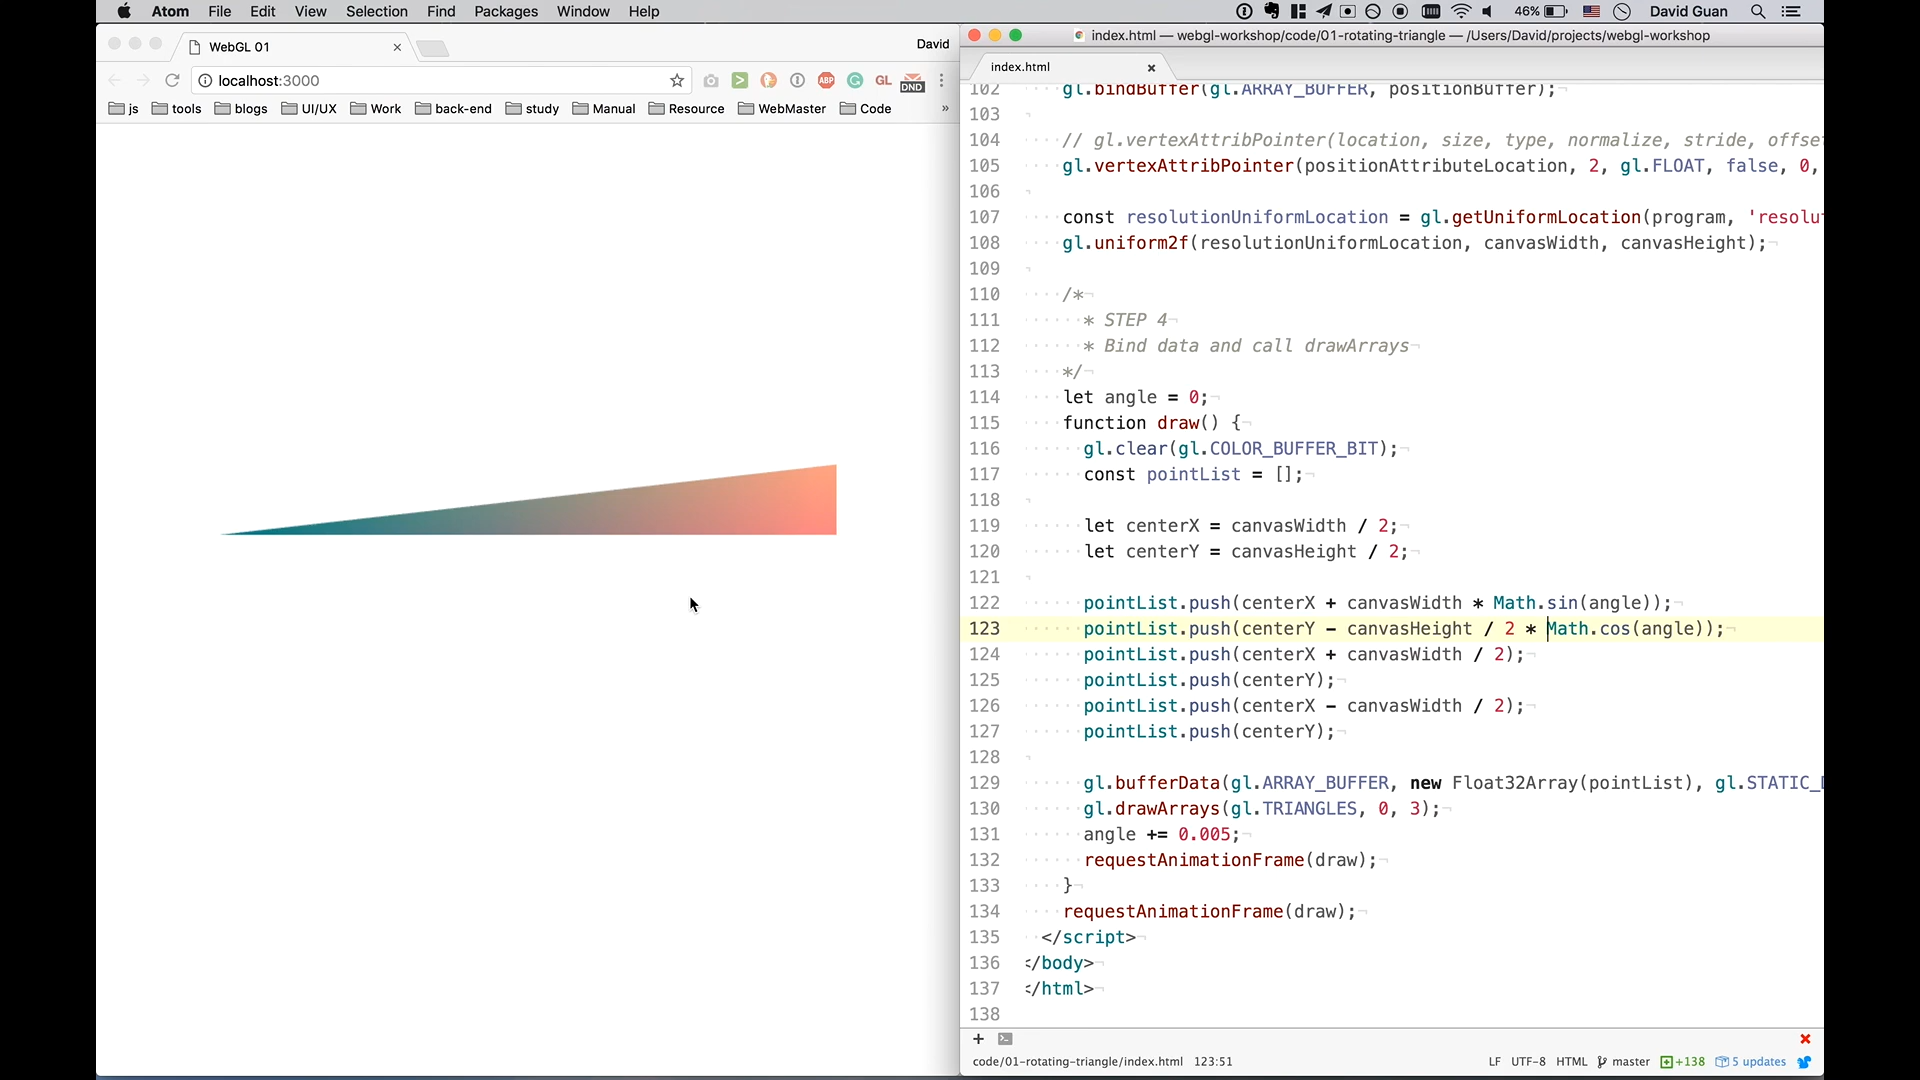 Atom File Edit View Selection Find Packages Window Help 46% David Guan
WebGL 01
David
localhost:3000
ABP GL DND
js tools blogs UI/UX Work back-end study Manual Resource WebMaster Code »
index.html — webgl-workshop/code/01-rotating-triangle — /Users/David/projects/webgl-workshop
index.html
102 gl.bindBuffer(gl.ARRAY_BUFFER, positionBuffer);
103
104 // gl.vertexAttribPointer(location, size, type, normalize, stride, offse
105 gl.vertexAttribPointer(positionAttributeLocation, 2, gl.FLOAT, false, 0,
106
107 const resolutionUniformLocation = gl.getUniformLocation(program, 'resolu
108 gl.uniform2f(resolutionUniformLocation, canvasWidth, canvasHeight);
109
110 /*
111 * STEP 4
112 * Bind data and call drawArrays
113 */
114 let angle = 0;
115 function draw() {
116 gl.clear(gl.COLOR_BUFFER_BIT);
117 const pointList = [];
118
119 let centerX = canvasWidth / 2;
120 let centerY = canvasHeight / 2;
121
122 pointList.push(centerX + canvasWidth * Math.sin(angle));
123 pointList.push(centerY - canvasHeight / 2 * Math.cos(angle));
124 pointList.push(centerX + canvasWidth / 2);
125 pointList.push(centerY);
126 pointList.push(centerX - canvasWidth / 2);
127 pointList.push(centerY);
128
129 gl.bufferData(gl.ARRAY_BUFFER, new Float32Array(pointList), gl.STATIC_D
130 gl.drawArrays(gl.TRIANGLES, 0, 3);
131 angle += 0.005;
132 requestAnimationFrame(draw);
133 }
134 requestAnimationFrame(draw);
135 </script>
136 </body>
137 </html>
138
code/01-rotating-triangle/index.html 123:51 LF UTF-8 HTML master +138 5 updates